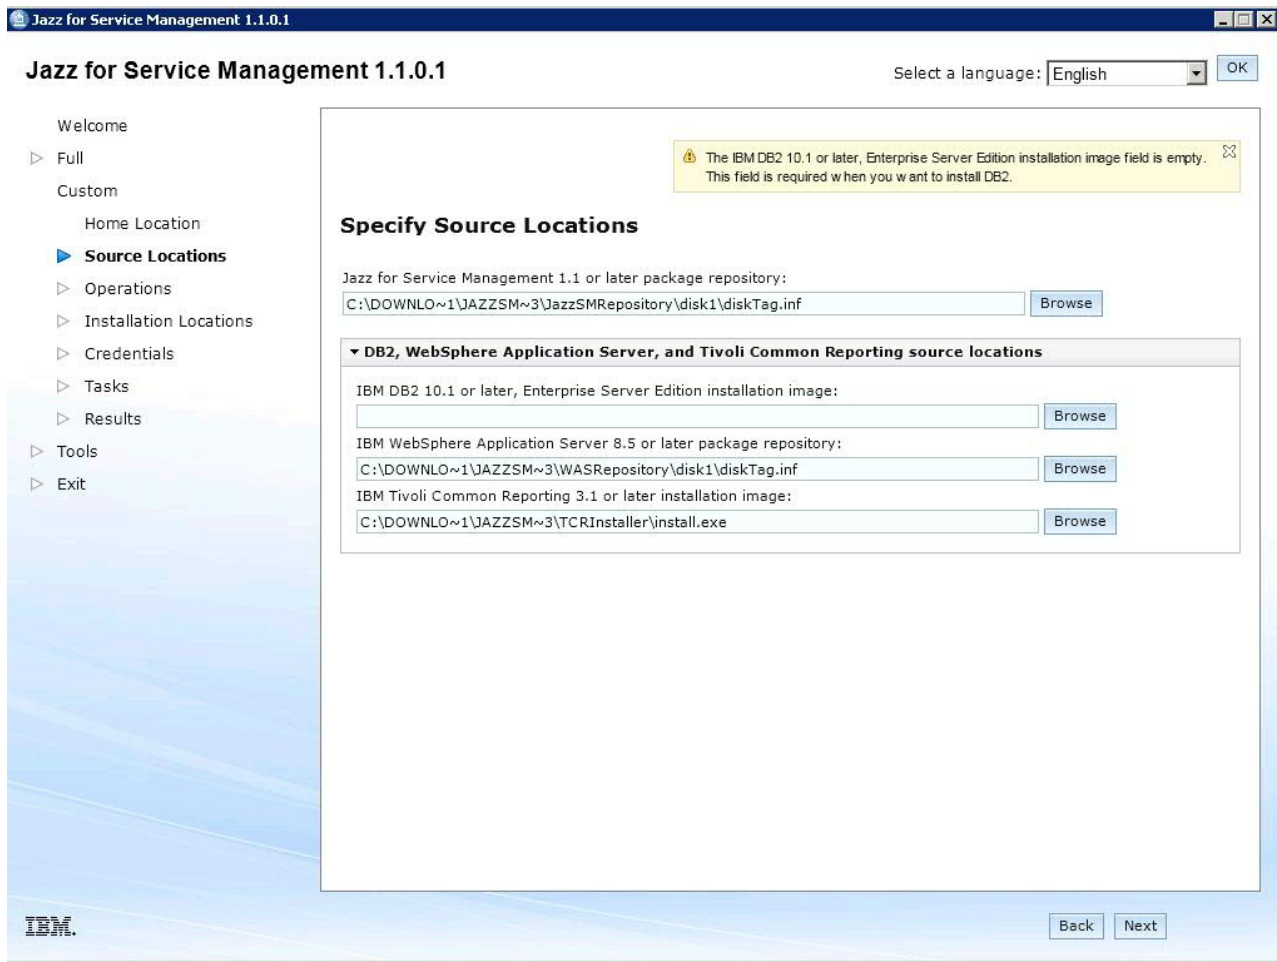 Jazz for Service Management 1.1.0.1
Jazz for Service Management 1.1.0.1
Select a language: English OK
Welcome
Full
Custom
Home Location
Source Locations
Operations
Installation Locations
Credentials
Tasks
Results
Tools
Exit
The IBM DB2 10.1 or later, Enterprise Server Edition installation image field is empty.
This field is required when you want to install DB2.
Specify Source Locations
Jazz for Service Management 1.1 or later package repository:
C:\DOWNLO~1\JAZZSM~3\JazzSMRepository\disk1\diskTag.inf Browse
DB2, WebSphere Application Server, and Tivoli Common Reporting source locations
IBM DB2 10.1 or later, Enterprise Server Edition installation image:
Browse
IBM WebSphere Application Server 8.5 or later package repository:
C:\DOWNLO~1\JAZZSM~3\WASRepository\disk1\diskTag.inf Browse
IBM Tivoli Common Reporting 3.1 or later installation image:
C:\DOWNLO~1\JAZZSM~3\TCRInstaller\install.exe Browse
IBM.
Back Next